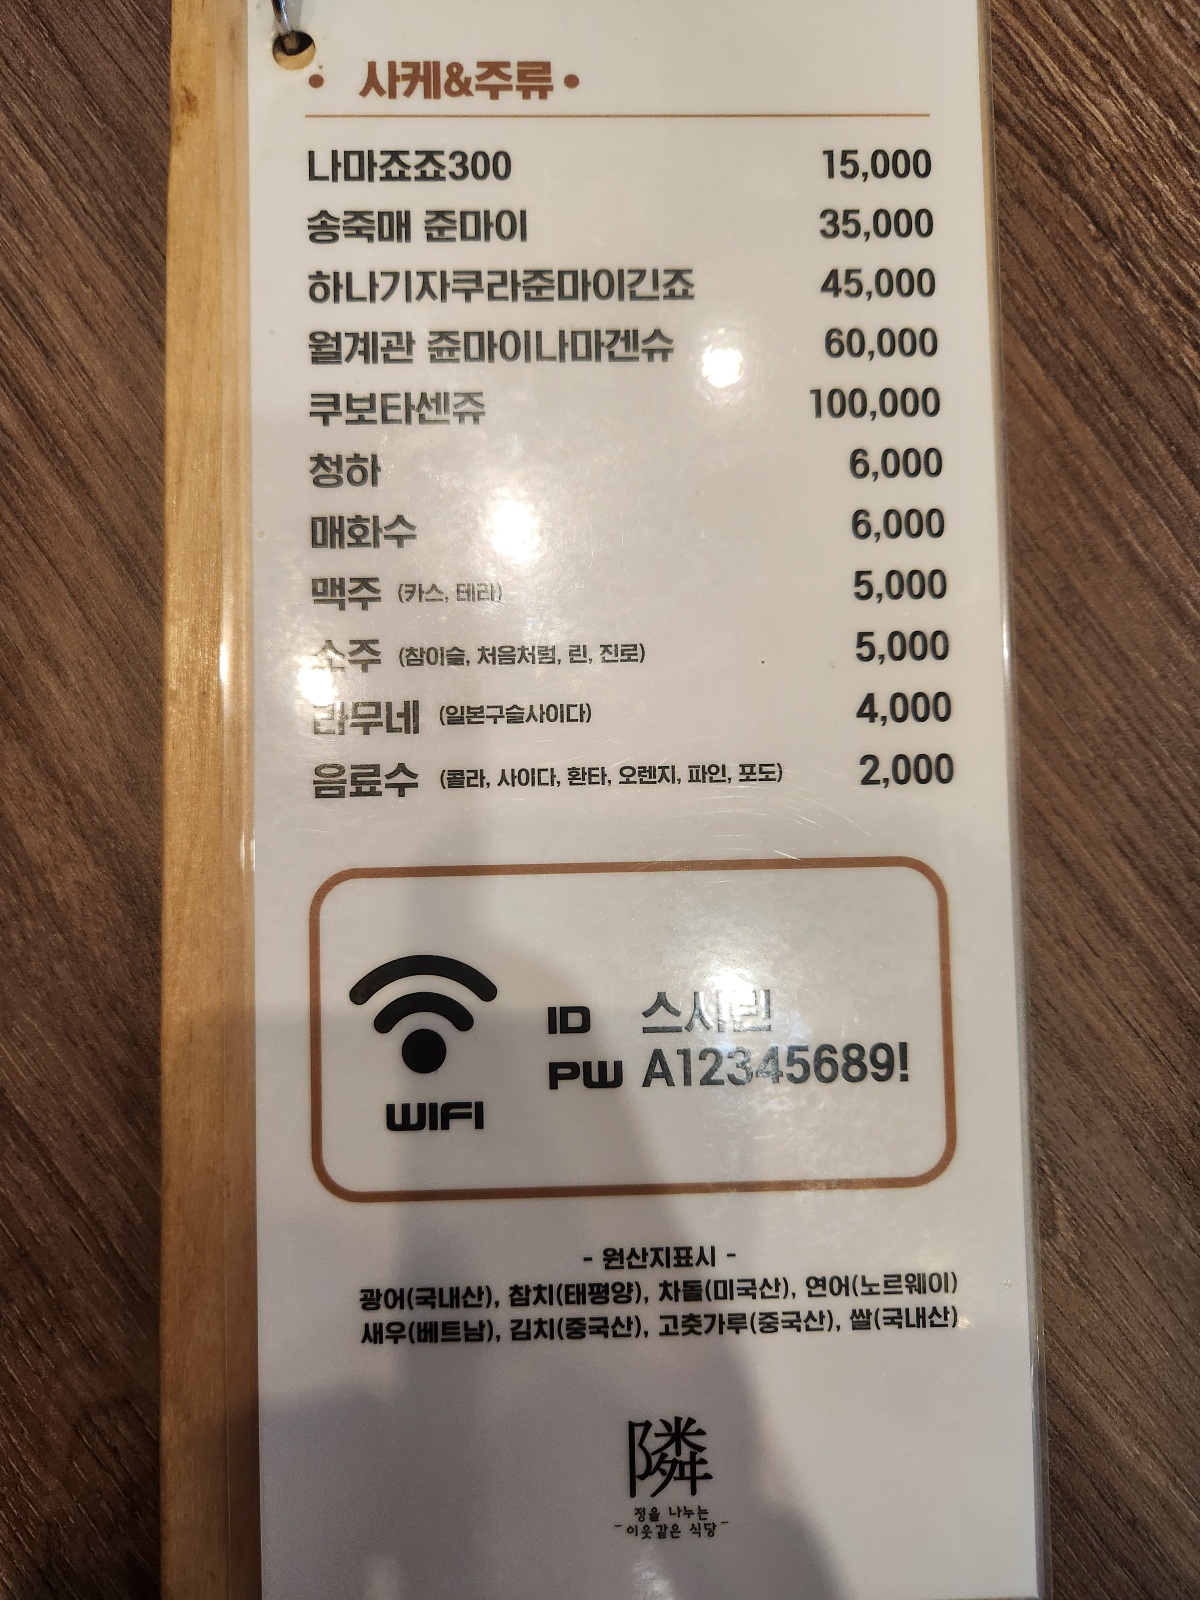 • 사케&주류 •
나마죠죠300 15,000
송죽매 준마이 35,000
하나기자쿠라준마이긴죠 45,000
월계관 쥰마이나마겐슈 60,000
쿠보타센쥬 100,000
청하 6,000
매화수 6,000
맥주 (카스, 테라) 5,000
소주 (참이슬, 처음처럼, 린, 진로) 5,000
라무네 (일본구술사이다) 4,000
음료수 (콜라, 사이다, 환타, 오렌지, 파인, 포도) 2,000
ID 스시린
PW A12345689!
WIFI
- 원산지표시 -
광어(국내산), 참치(태평양), 차돌(미국산), 연어(노르웨이)
새우(베트남), 김치(중국산), 고춧가루(중국산), 쌀(국내산)
隣
정을 나누는
- 이웃같은 식당 -